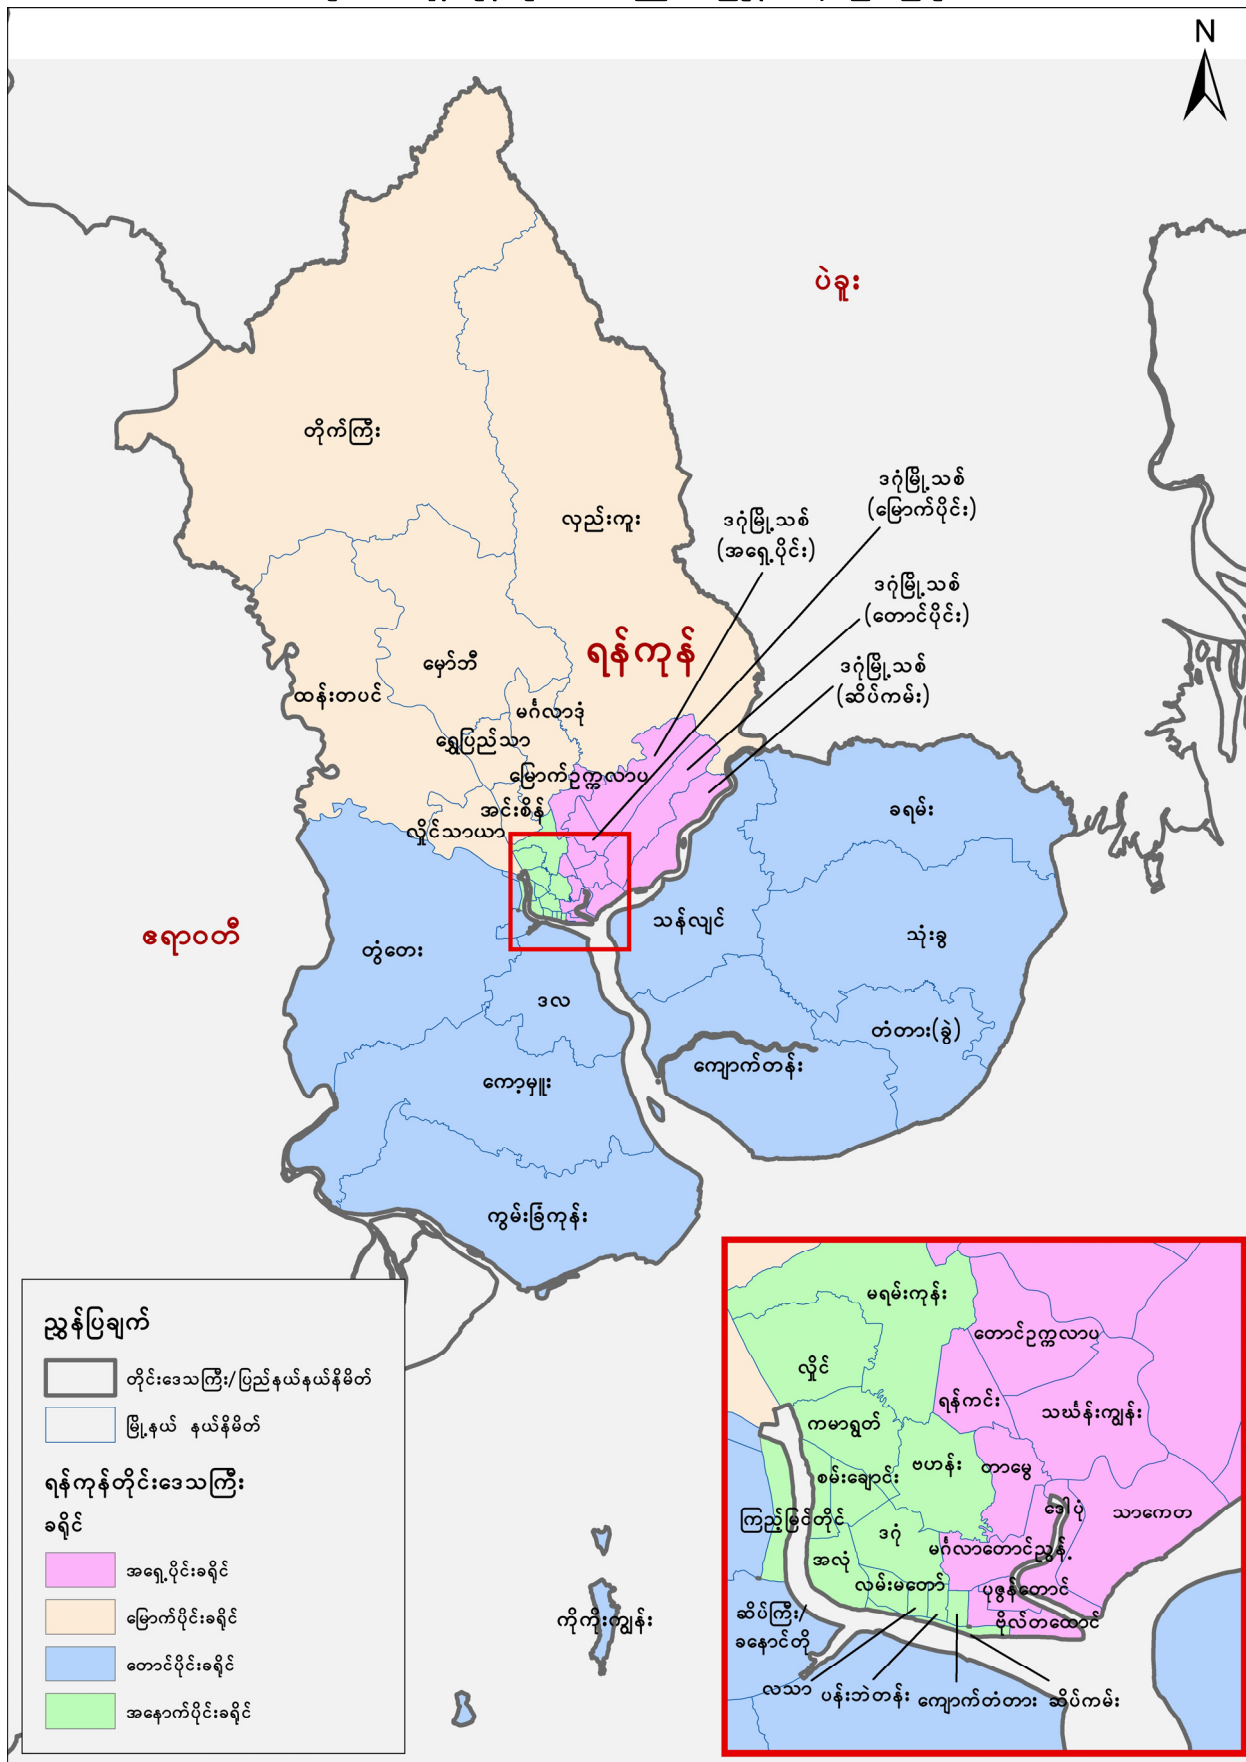 N
ပဲခူး
တိုက်ကြီး
လှည်းကူး
ဒဂုံမြို့သစ်
(မြောက်ပိုင်း)
ဒဂုံမြို့သစ်
(အရှေ့ပိုင်း)
ဒဂုံမြို့သစ်
(တောင်ပိုင်း)
ရန်ကုန်
ဒဂုံမြို့သစ်
(ဆိပ်ကမ်း)
မှော်ဘီ
ထန်းတပင်
မင်္ဂလာဒုံ
ရွှေပြည်သာ
မြောက်ဥက္ကလာပ
အင်းစိန်
လှိုင်သာယာ
ခရမ်း
သန်လျင်
သုံးခွ
ဧရာဝတီ
တွံတေး
ဒလ
တံတား(ခွဲ)
ကျောက်တန်း
ကော့မှူး
ကွမ်းခြံကုန်း
ကိုကိုးကျွန်း
ညွှန်ပြချက်
တိုင်းဒေသကြီး/ပြည်နယ်နယ်နိမိတ်
မြို့နယ် နယ်နိမိတ်
ရန်ကုန်တိုင်းဒေသကြီး
ခရိုင်
အရှေ့ပိုင်းခရိုင်
မြောက်ပိုင်းခရိုင်
တောင်ပိုင်းခရိုင်
အနောက်ပိုင်းခရိုင်
မရမ်းကုန်း
တောင်ဥက္ကလာပ
လှိုင်
ရန်ကင်း
သင်္ဃန်းကျွန်း
ကမာရွတ်
ဗဟန်း
တာမွေ
စမ်းချောင်း
ကြည့်မြင်တိုင်
ဒေါပုံ
သာကေတ
ဒဂုံ
အလုံ
မင်္ဂလာတောင်ညွန့်
လမ်းမတော်
ပုဇွန်တောင်
ဆိပ်ကြီး/
ခနောင်တို
ဗိုလ်တထောင်
လသာ
ပန်းဘဲတန်း
ကျောက်တံတား
ဆိပ်ကမ်း